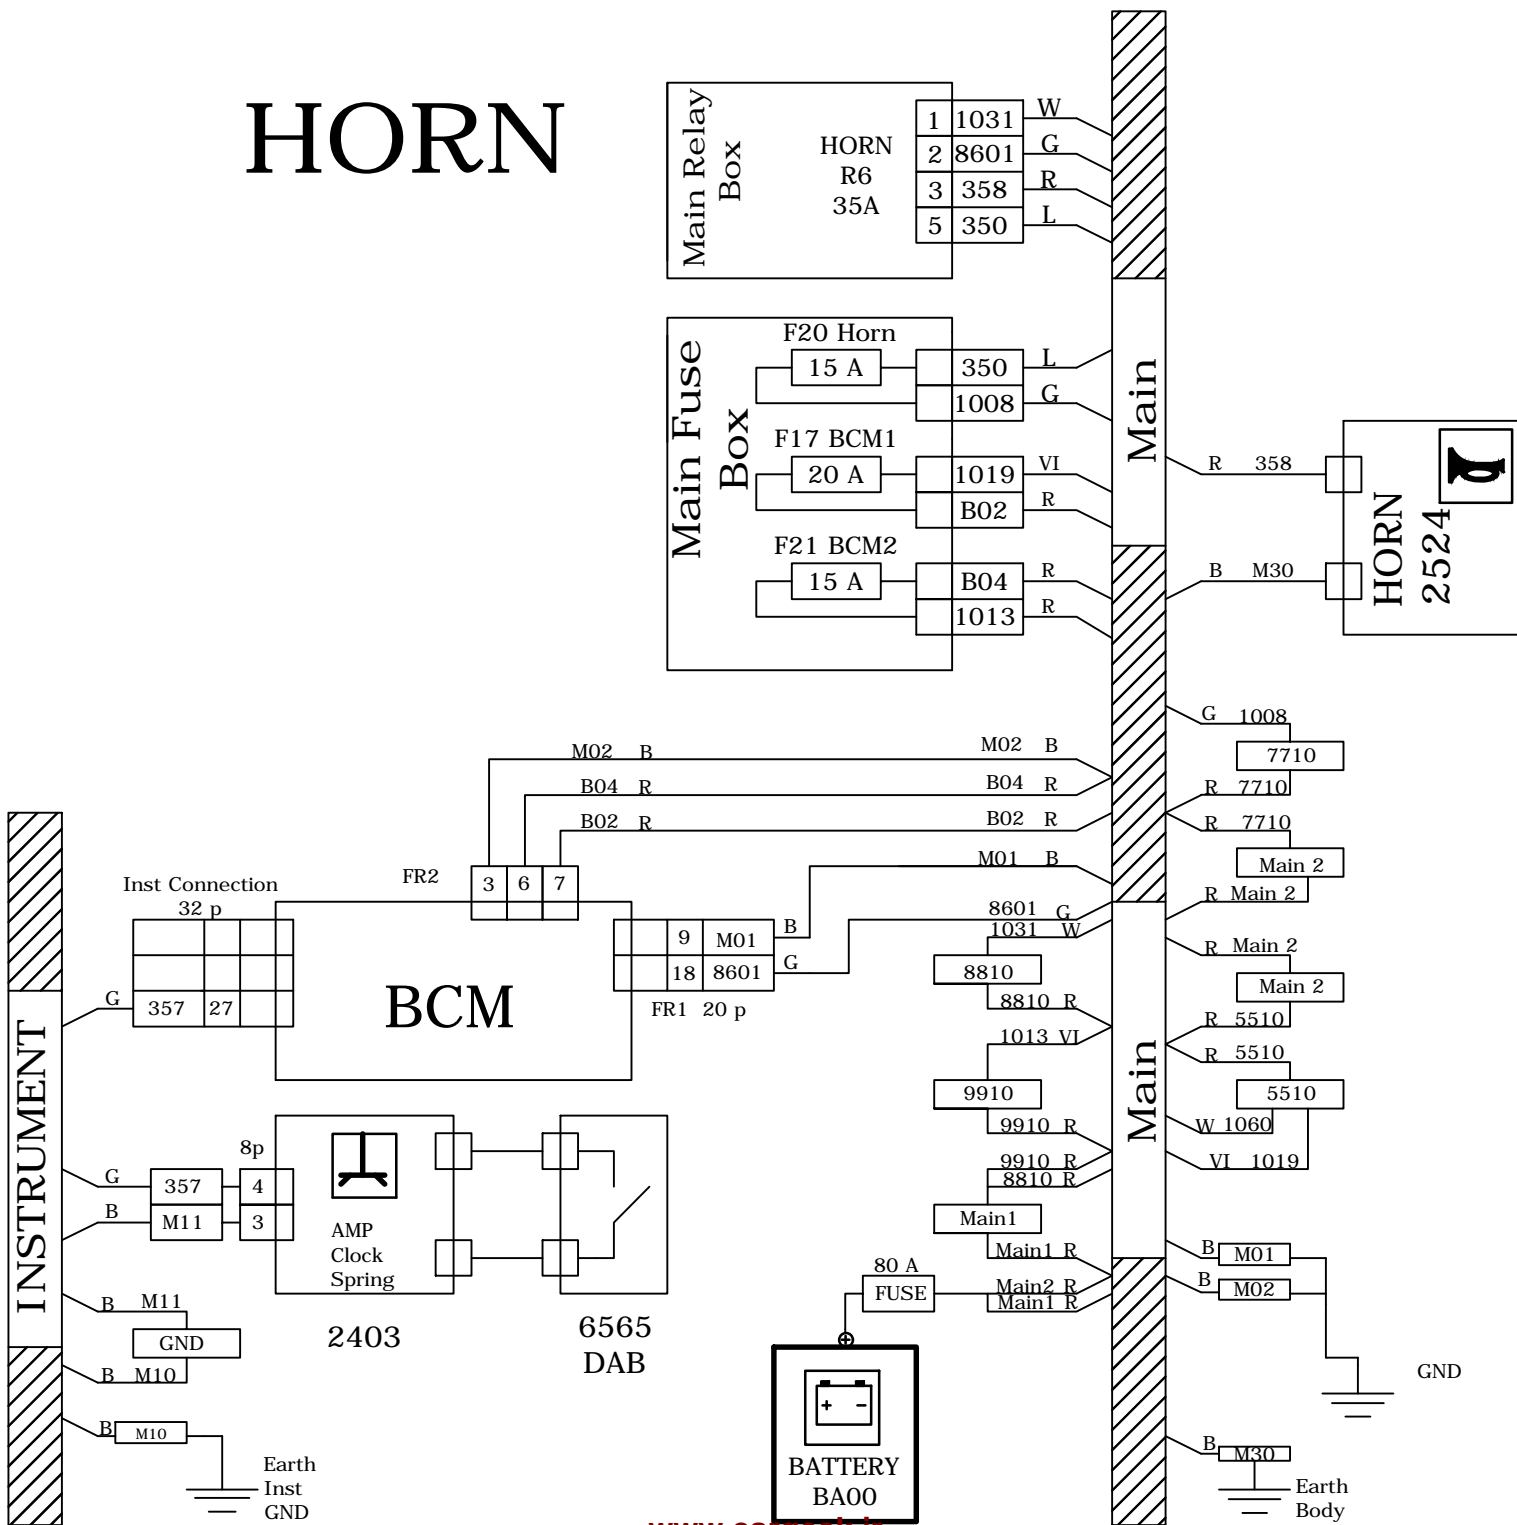 HORN
Main Relay
Box
HORN
R6
35A
1 1031 W
2 8601 G
3 358 R
5 350 L
Main Fuse
Box
F20 Horn
15 A
350 L
1008 G
F17 BCM1
20 A
1019 VI
B02 R
F21 BCM2
15 A
B04 R
1013 R
Main
R 358
B M30
HORN
2524
G 1008
7710
R 7710
R 7710
Main 2
R Main 2
R Main 2
Main 2
R 5510
R 5510
5510
W 1060
VI 1019
M02 B
M02 B
B04 R
B04 R
B02 R
B02 R
M01 B
FR2
3 6 7
Inst Connection
32 p
G 357 27
BCM
9 M01 B
18 8601 G
FR1 20 p
8601 G
1031 W
8810
8810 R
1013 VI
9910
9910 R
9910 R
8810 R
Main1
Main1 R
Main2 R
Main1 R
Main
INSTRUMENT
8p
G 357 4
B M11 3
AMP
Clock
Spring
2403
6565
DAB
B M11
GND
B M10
B M10
Earth
Inst
GND
80 A
FUSE
+ -
BATTERY
BA00
B M01
B M02
GND
B M30
Earth
Body